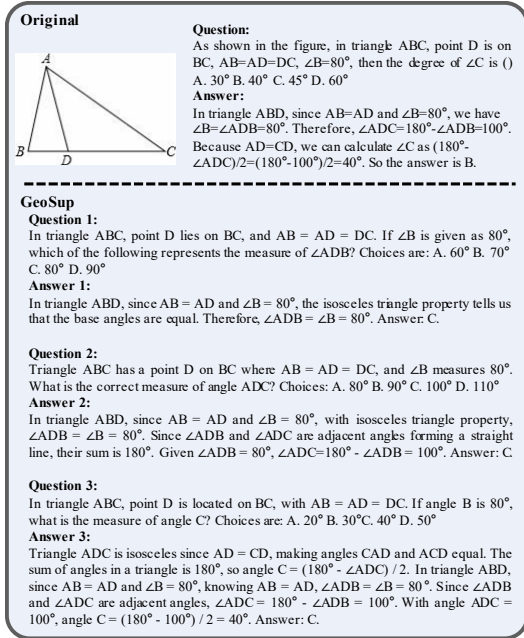 Original
Question:
As shown in the figure, in triangle ABC, point D is on
BC, AB=AD=DC, ∠B=80°, then the degree of ∠C is ()
A. 30° B. 40° C. 45° D. 60°
Answer:
In triangle ABD, since AB=AD and ∠B=80°, we have
∠B=∠ADB=80°. Therefore, ∠ADC=180°-∠ADB=100°.
Because AD=CD, we can calculate ∠C as (180°-
∠ADC)/2=(180°-100°)/2=40°. So the answer is B.
A
B
D
C
GeoSup
Question 1:
In triangle ABC, point D lies on BC, and AB = AD = DC. If ∠B is given as 80°,
which of the following represents the measure of ∠ADB? Choices are: A. 60° B. 70°
C. 80° D. 90°
Answer 1:
In triangle ABD, since AB = AD and ∠B = 80°, the isosceles triangle property tells us
that the base angles are equal. Therefore, ∠ADB = ∠B = 80°. Answer: C.
Question 2:
Triangle ABC has a point D on BC where AB = AD = DC, and ∠B measures 80°.
What is the correct measure of angle ADC? Choices: A. 80° B. 90° C. 100° D. 110°
Answer 2:
In triangle ABD, since AB = AD and ∠B = 80°, with isosceles triangle property,
∠ADB = ∠B = 80°. Since ∠ADB and ∠ADC are adjacent angles forming a straight
line, their sum is 180°. Given ∠ADB = 80°, ∠ADC=180° - ∠ADB = 100°. Answer: C
Question 3:
In triangle ABC, point D is located on BC, with AB = AD = DC. If angle B is 80°,
what is the measure of angle C? Choices are: A. 20° B. 30°C. 40° D. 50°
Answer 3:
Triangle ADC is isosceles since AD = CD, making angles CAD and ACD equal. The
sum of angles in a triangle is 180°, so angle C = (180° - ∠ADC) / 2. In triangle ABD,
since AB = AD and ∠B = 80°, knowing AB = AD, ∠ADB = ∠B = 80°. Since ∠ADB
and ∠ADC are adjacent angles, ∠ADC = 180° - ∠ADB = 100°. With angle ADC =
100°, angle C = (180° - 100°) / 2 = 40°. Answer: C.